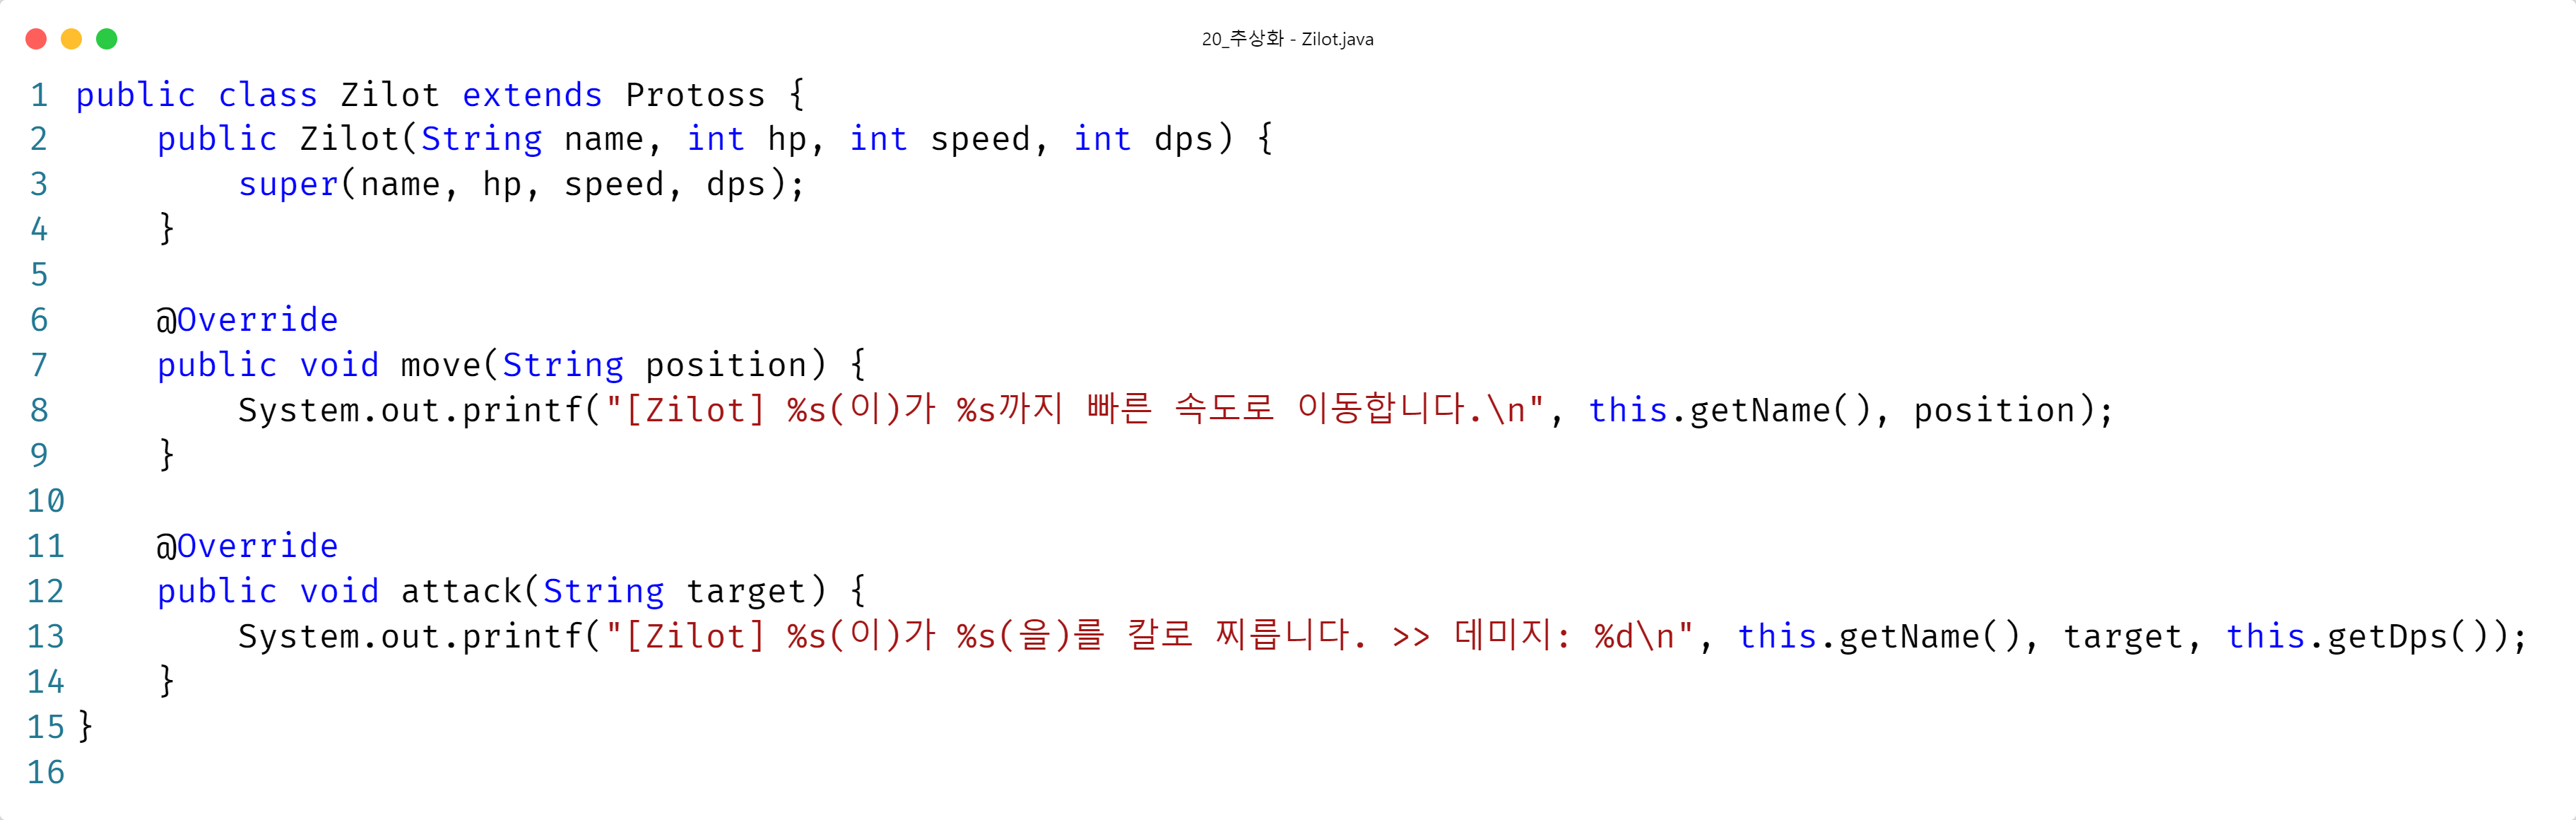 20_추상화 - Zilot.java
1 public class Zilot extends Protoss {
2     public Zilot(String name, int hp, int speed, int dps) {
3         super(name, hp, speed, dps);
4     }
5
6     @Override
7     public void move(String position) {
8         System.out.printf("[Zilot] %s(이)가 %s까지 빠른 속도로 이동합니다.\n", this.getName(), position);
9     }
10
11     @Override
12     public void attack(String target) {
13         System.out.printf("[Zilot] %s(이)가 %s(을)를 칼로 찌릅니다. >> 데미지: %d\n", this.getName(), target, this.getDps());
14     }
15 }
16